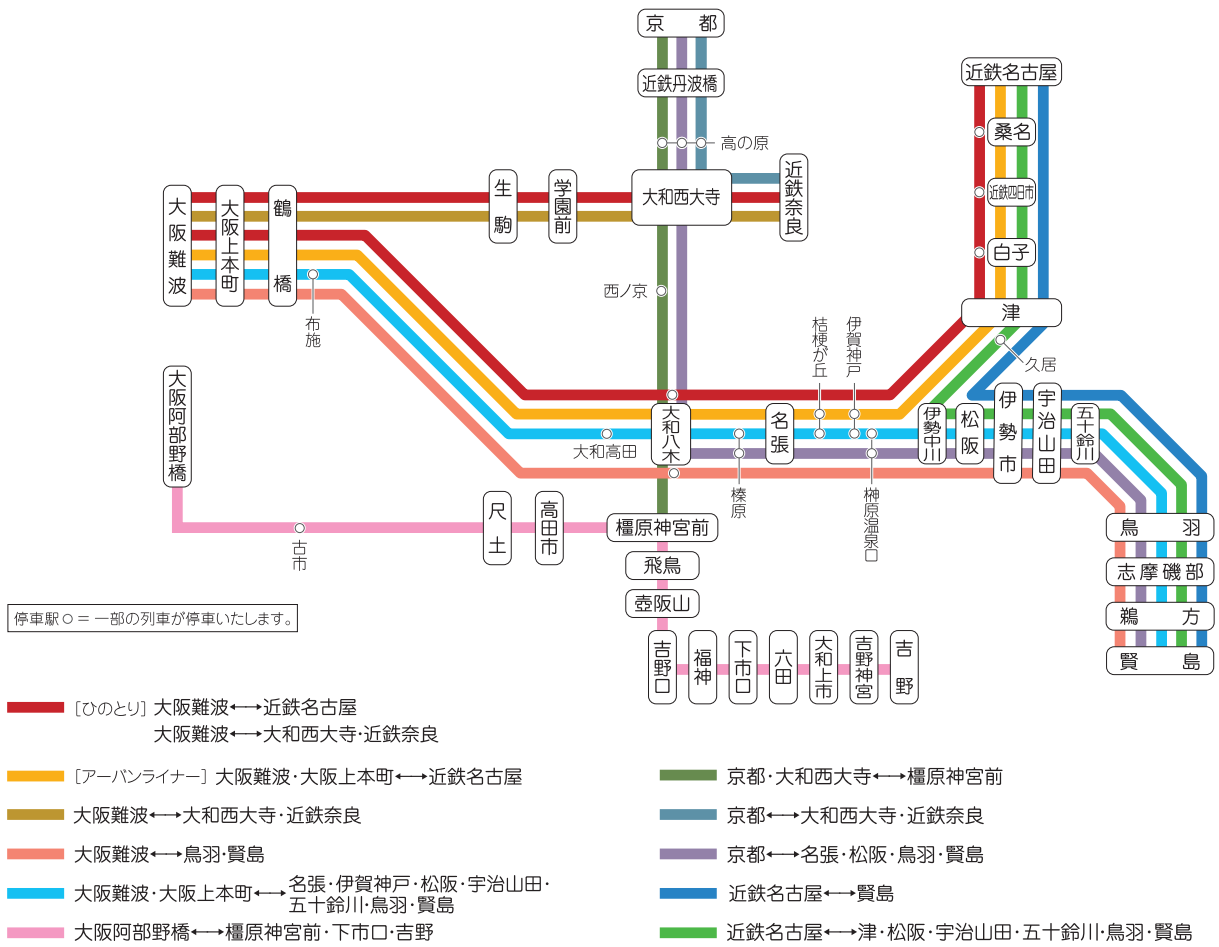 京都
近鉄丹波橋
高の原
近鉄名古屋
桑名
近鉄四日市
白子
津
久居
大阪難波
大阪上本町
鶴橋
生駒
学園前
大和西大寺
近鉄奈良
布施
西ノ京
桔梗が丘
伊賀神戸
大阪阿部野橋
大和高田
大和八木
名張
伊勢中川
松阪
伊勢市
宇治山田
五十鈴川
榛原
榊原温泉口
古市
尺土
高田市
橿原神宮前
飛鳥
壺阪山
鳥羽
志摩磯部
鵜方
賢島
吉野口
福神
下市口
六田
大和上市
吉野神宮
吉野
停車駅○=一部の列車が停車いたします。
[ひのとり] 大阪難波⟷近鉄名古屋
大阪難波⟷大和西大寺・近鉄奈良
[アーバンライナー] 大阪難波・大阪上本町⟷近鉄名古屋
大阪難波⟷大和西大寺・近鉄奈良
大阪難波⟷鳥羽・賢島
大阪難波・大阪上本町⟷名張・伊賀神戸・松阪・宇治山田・
五十鈴川・鳥羽・賢島
大阪阿部野橋⟷橿原神宮前・下市口・吉野
京都・大和西大寺⟷橿原神宮前
京都⟷大和西大寺・近鉄奈良
京都⟷名張・松阪・鳥羽・賢島
近鉄名古屋⟷賢島
近鉄名古屋⟷津・松阪・宇治山田・五十鈴川・鳥羽・賢島